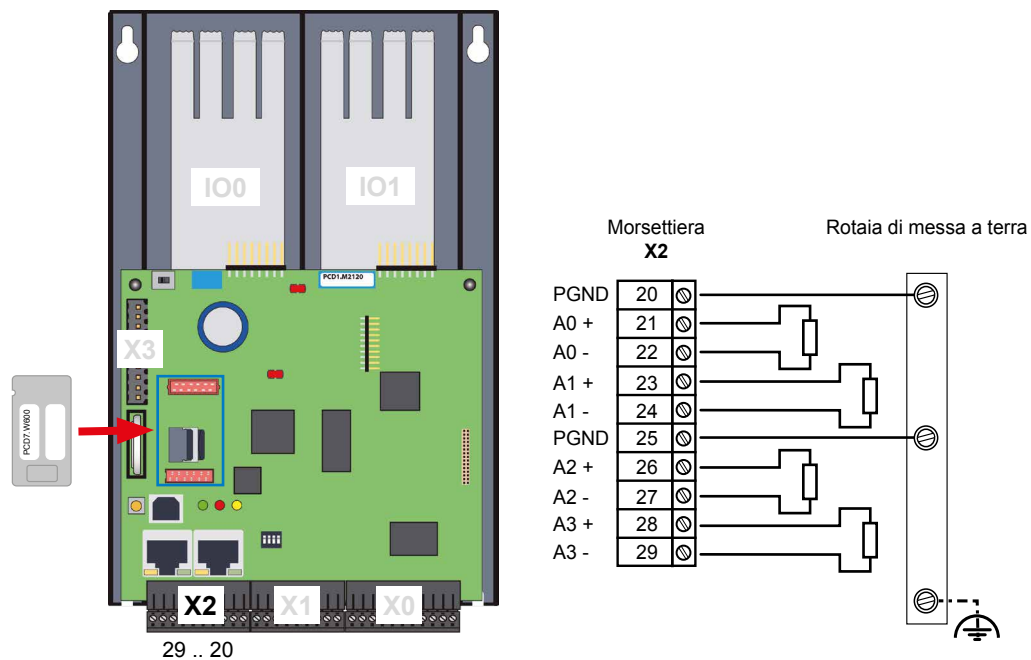 IO0
IO1
PCD1.M2120
X3
PCD7.W600
X2
X1
X0
29 .. 20
Morsettiera
X2
Rotaia di messa a terra
PGND 20
A0 + 21
A0 - 22
A1 + 23
A1 - 24
PGND 25
A2 + 26
A2 - 27
A3 + 28
A3 - 29